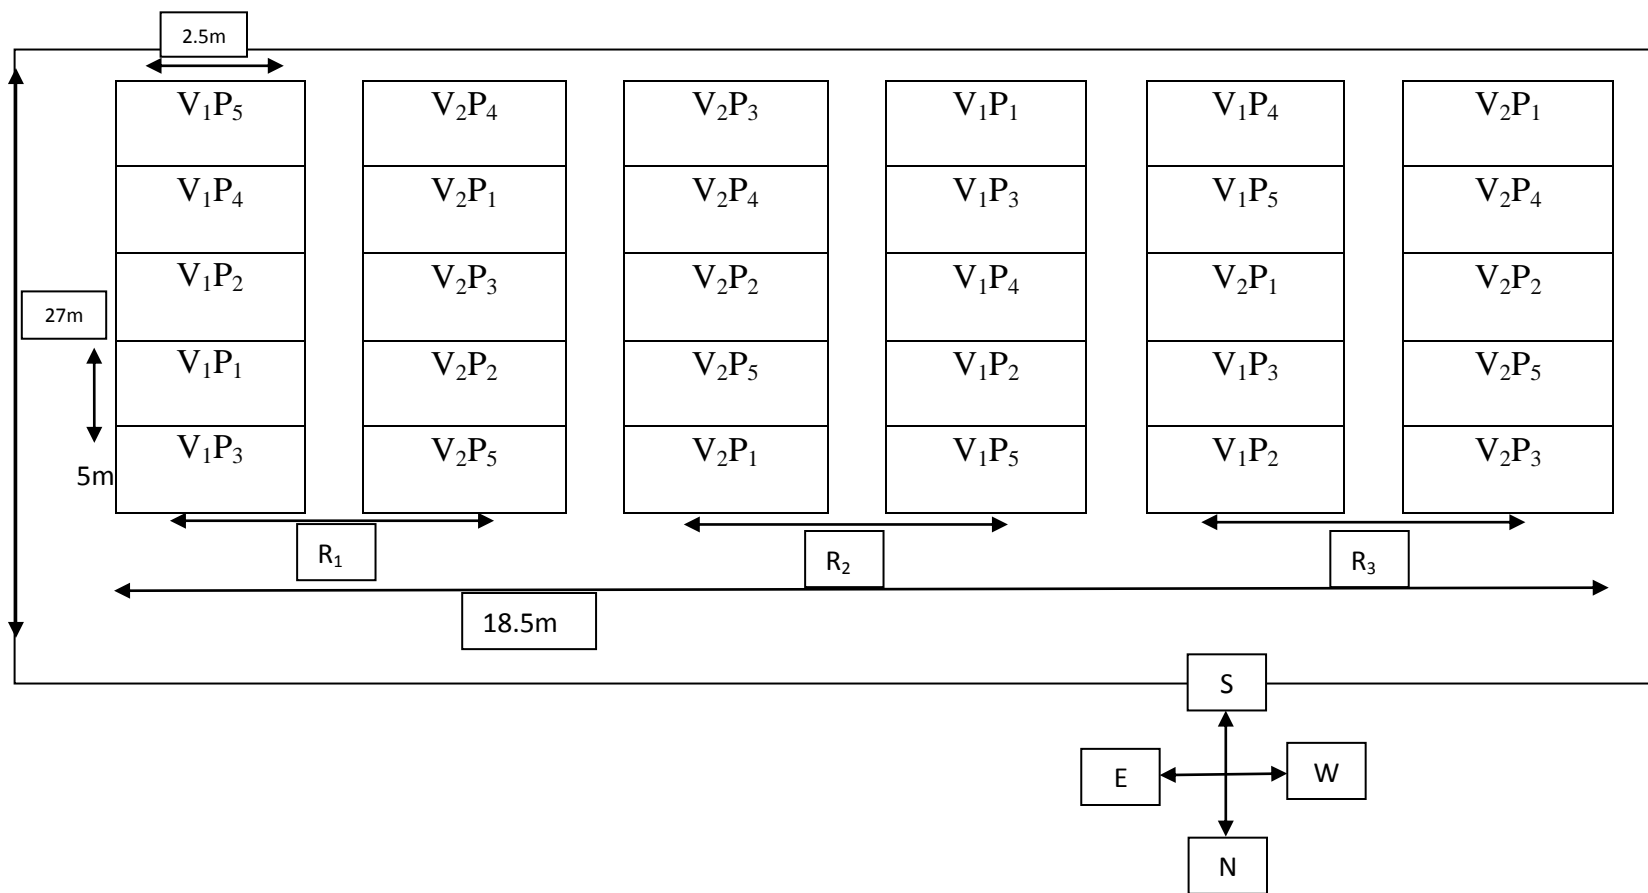 2.5m
V₁P₅ V₂P₄ V₂P₃ V₁P₁ V₁P₄ V₂P₁
V₁P₄ V₂P₁ V₂P₄ V₁P₃ V₁P₅ V₂P₄
V₁P₂ V₂P₃ V₂P₂ V₁P₄ V₂P₁ V₂P₂
27m
V₁P₁ V₂P₂ V₂P₅ V₁P₂ V₁P₃ V₂P₅
V₁P₃ V₂P₅ V₂P₁ V₁P₅ V₁P₂ V₂P₃
5m
R₁ R₂ R₃
18.5m
S
E W
N